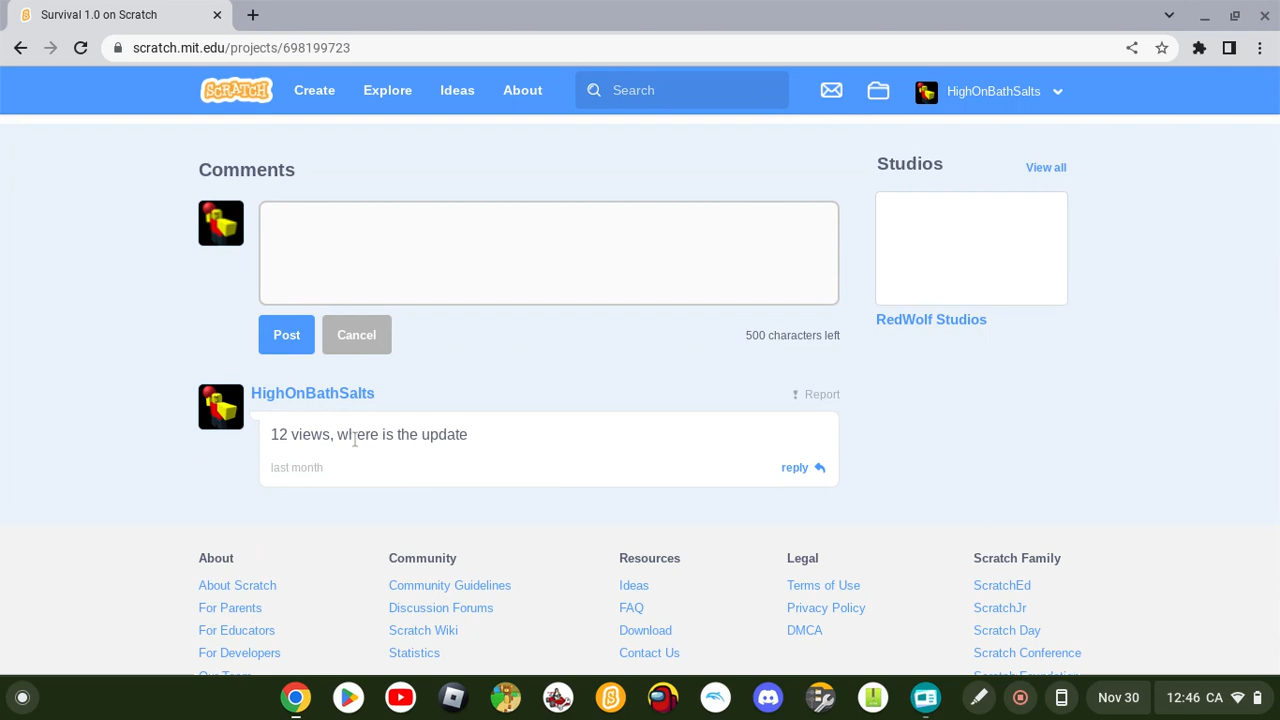 Survival 1.0 on Scratch
scratch.mit.edu/projects/698199723
SCRATCH Create Explore Ideas About Search HighOnBathSalts
Comments
Studios View all
Post Cancel 500 characters left
RedWolf Studios
HighOnBathSalts Report
12 views, where is the update
last month reply
About Community Resources Legal Scratch Family
About Scratch Community Guidelines Ideas Terms of Use ScratchEd
For Parents Discussion Forums FAQ Privacy Policy ScratchJr
For Educators Scratch Wiki Download DMCA Scratch Day
For Developers Statistics Contact Us Scratch Conference
Our Team Scratch Foundation
Nov 30 12:46 CA